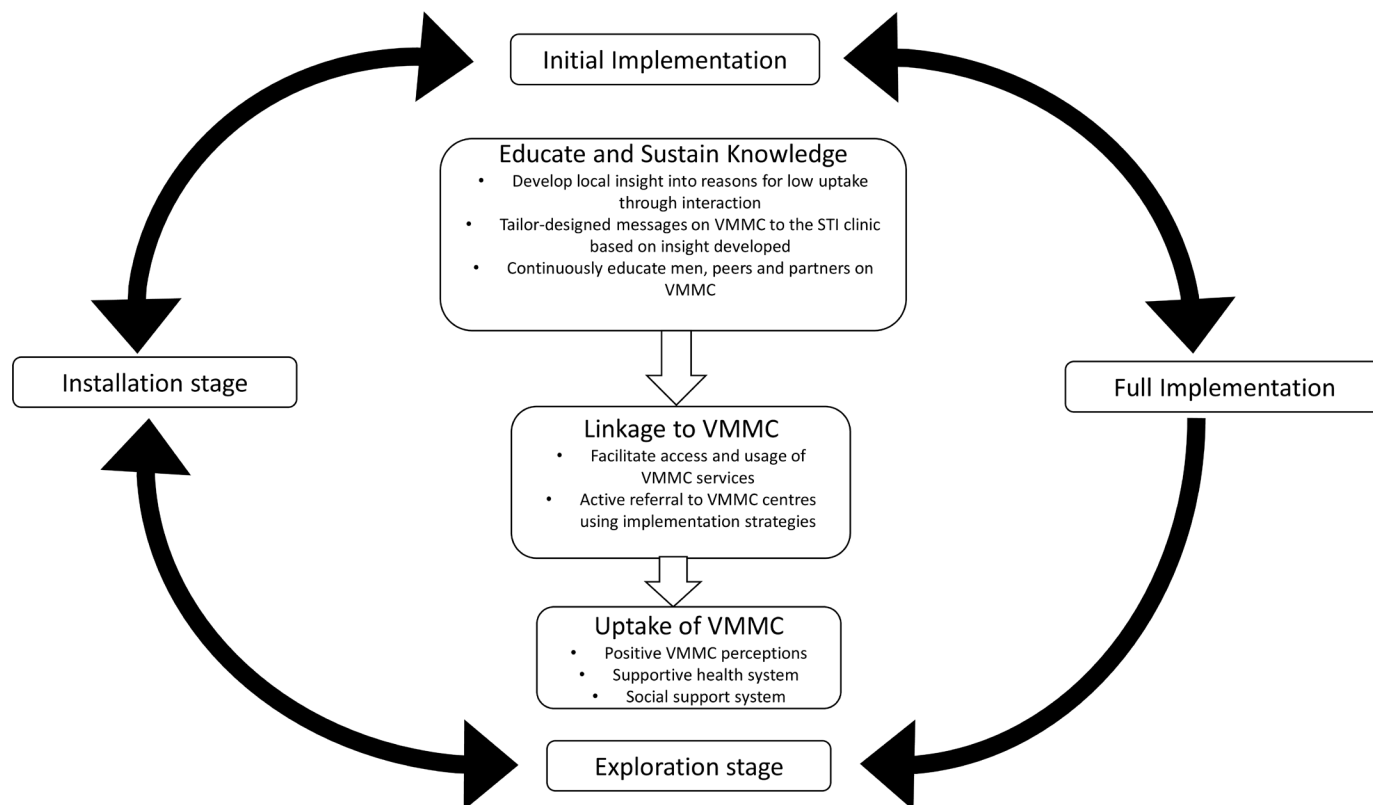 Initial Implementation
Educate and Sustain Knowledge
• Develop local insight into reasons for low uptake
through interaction
• Tailor-designed messages on VMMC to the STI clinic
based on insight developed
• Continuously educate men, peers and partners on
VMMC
Installation stage
Full Implementation
Linkage to VMMC
• Facilitate access and usage of
VMMC services
• Active referral to VMMC centres
using implementation strategies
Uptake of VMMC
• Positive VMMC perceptions
• Supportive health system
• Social support system
Exploration stage